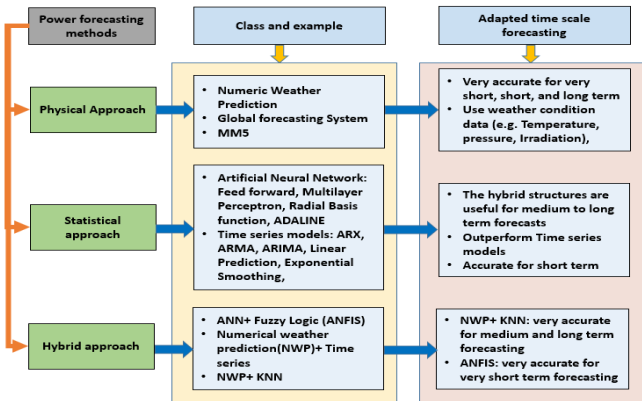 Power forecasting
methods
Class and example
Adapted time scale
forecasting
Physical Approach
• Numeric Weather
Prediction
• Global forecasting System
• MM5
• Very accurate for very
short, short, and long term
• Use weather condition
data (e.g. Temperature,
pressure, Irradiation),
Statistical
approach
• Artificial Neural Network:
Feed forward, Multilayer
Perceptron, Radial Basis
function, ADALINE
• Time series models: ARX,
ARMA, ARIMA, Linear
Prediction, Exponential
Smoothing,
• The hybrid structures are
useful for medium to long
term forecasts
• Outperform Time series
models
• Accurate for short term
Hybrid approach
• ANN+ Fuzzy Logic (ANFIS)
• Numerical weather
prediction(NWP)+ Time
series
• NWP+ KNN
• NWP+ KNN: very accurate
for medium and long term
forecasting
• ANFIS: very accurate for
very short term forecasting